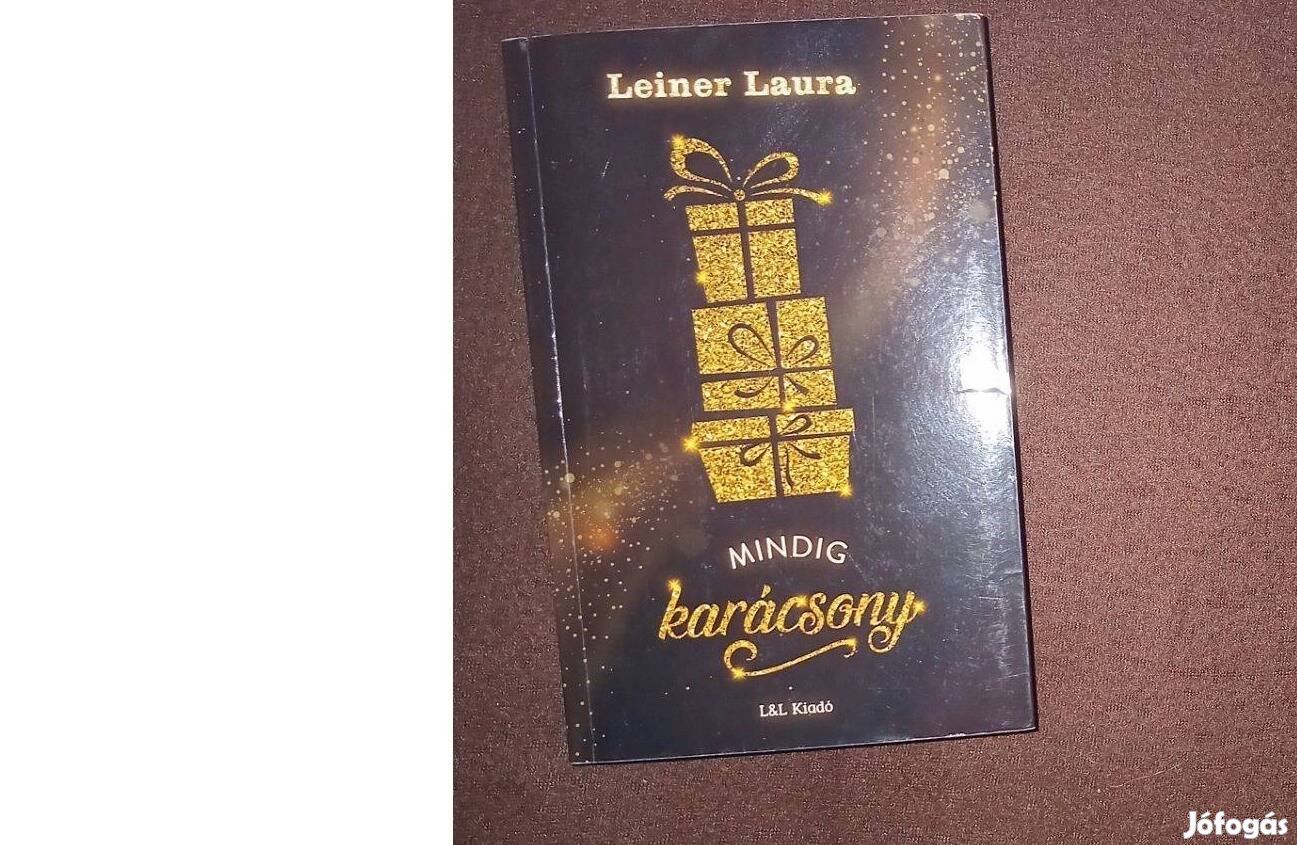 Leiner Laura
MINDIG
karácsony
L&L Kiadó
Jófogás